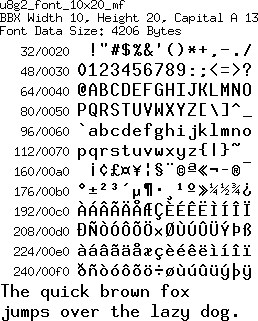 u8g2_font_10x20_mf
BBX Width 10, Height 20, Capital A 13
Font Data Size: 4206 Bytes
32/0020 !"#$%&'()*+,-./
48/0030 0123456789:;<=>?
64/0040 @ABCDEFGHIJKLMNO
80/0050 PQRSTUVWXYZ[\]^_
96/0060 `abcdefghijklmno
112/0070 pqrstuvwxyz{|}~
160/00a0 ¡¢£¤¥¦§¨©ª«¬-®¯
176/00b0 °±²³´µ¶·¸¹º»¼½¾¿
192/00c0 ÀÁÂÃÄÅÆÇÈÉÊËÌÍÎÏ
208/00d0 ÐÑÒÓÔÕÖרÙÚÛÜÝÞß
224/00e0 àáâãäåæçèéêëìíîï
240/00f0 ðñòóôõö÷øùúûüýþÿ
The quick brown fox
jumps over the lazy dog.